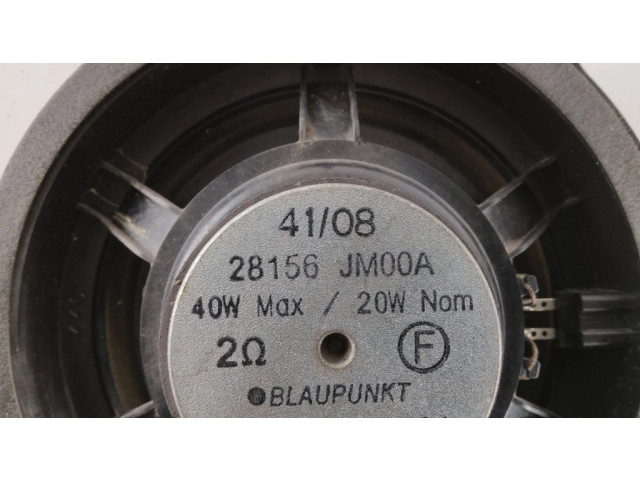 41/08
28156 JM00A
40W Max / 20W Nom
2Ω Ⓕ
BLAUPUNKT